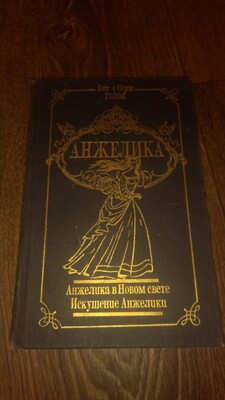 Анн и Серж
ГОЛОН
АНЖЕЛИКА
Анжелика в Новом свете
Искушение Анжелики